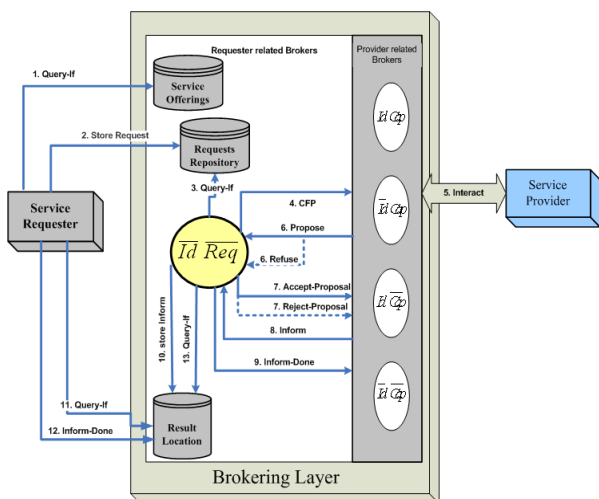 Requester related Brokers
Provider related
Brokers
1. Query-If
Service
Offerings
2. Store Request
Requests
Repository
3. Query-If
4. CFP
5. Interact
Service
Provider
Service
Requester
6. Propose
6. Refuse
I̅d̅ R̅e̅q̅
7. Accept-Proposal
7. Reject-Proposal
8. Inform
9. Inform-Done
10. store Inform
13. Query-If
11. Query-If
12. Inform-Done
Result
Location
Brokering Layer